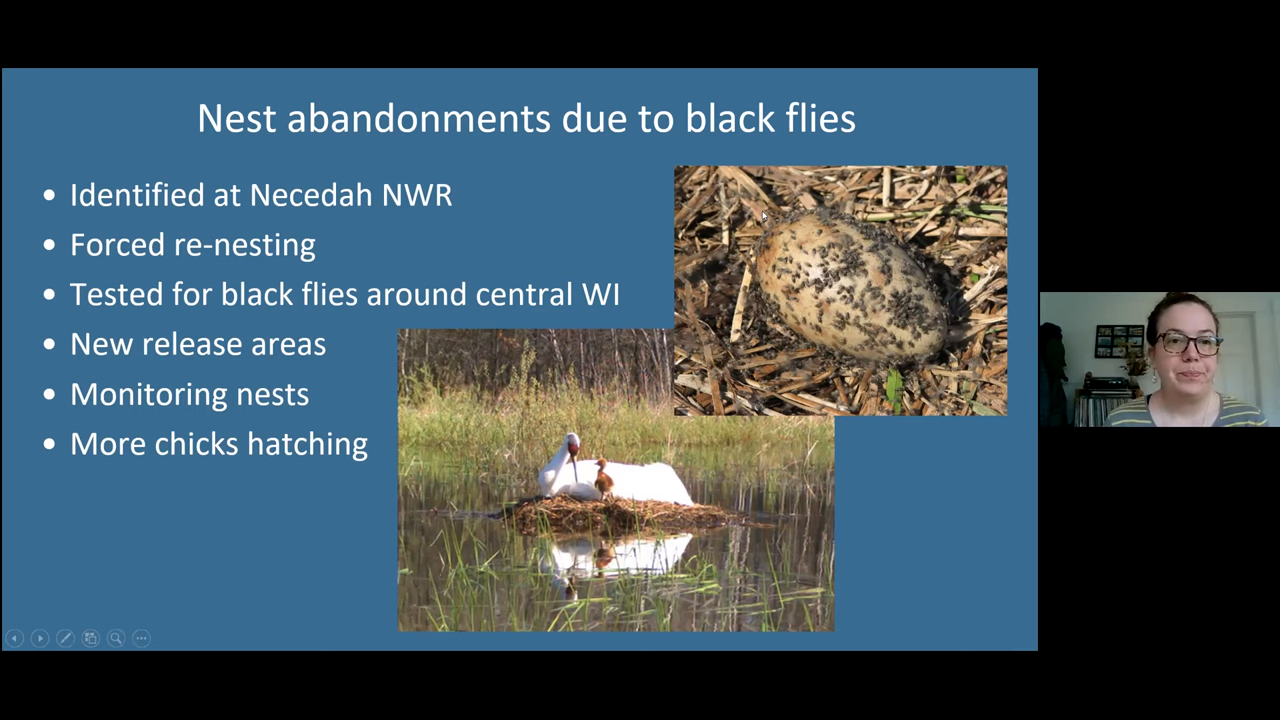 Nest abandonments due to black flies
• Identified at Necedah NWR
• Forced re-nesting
• Tested for black flies around central WI
• New release areas
• Monitoring nests
• More chicks hatching